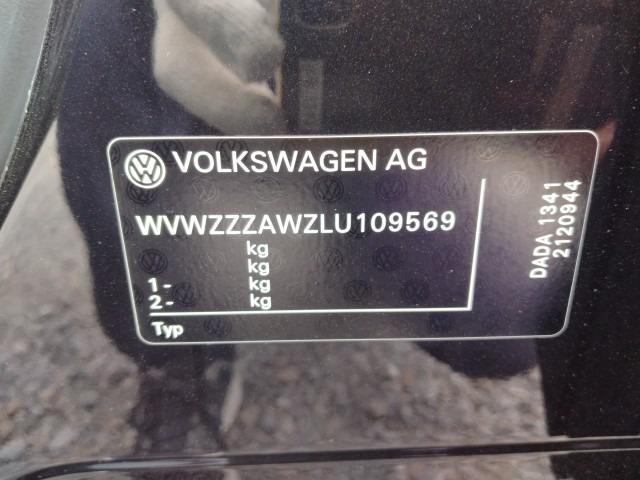 VOLKSWAGEN AG
WVWZZZAWZLU109569
kg
kg
1- kg
2- kg
Typ
DADA 1341
2120944